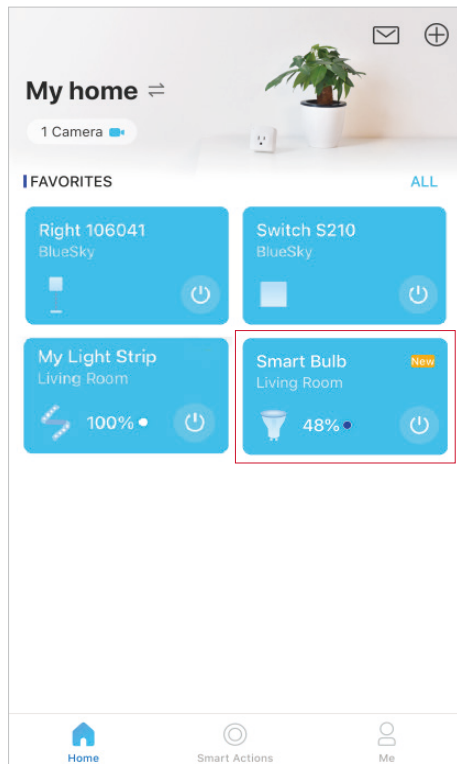 My home
1 Camera
FAVORITES
ALL
Right 106041
BlueSky
Switch S210
BlueSky
My Light Strip
Living Room
100%
Smart Bulb
New
Living Room
48%
Home
Smart Actions
Me